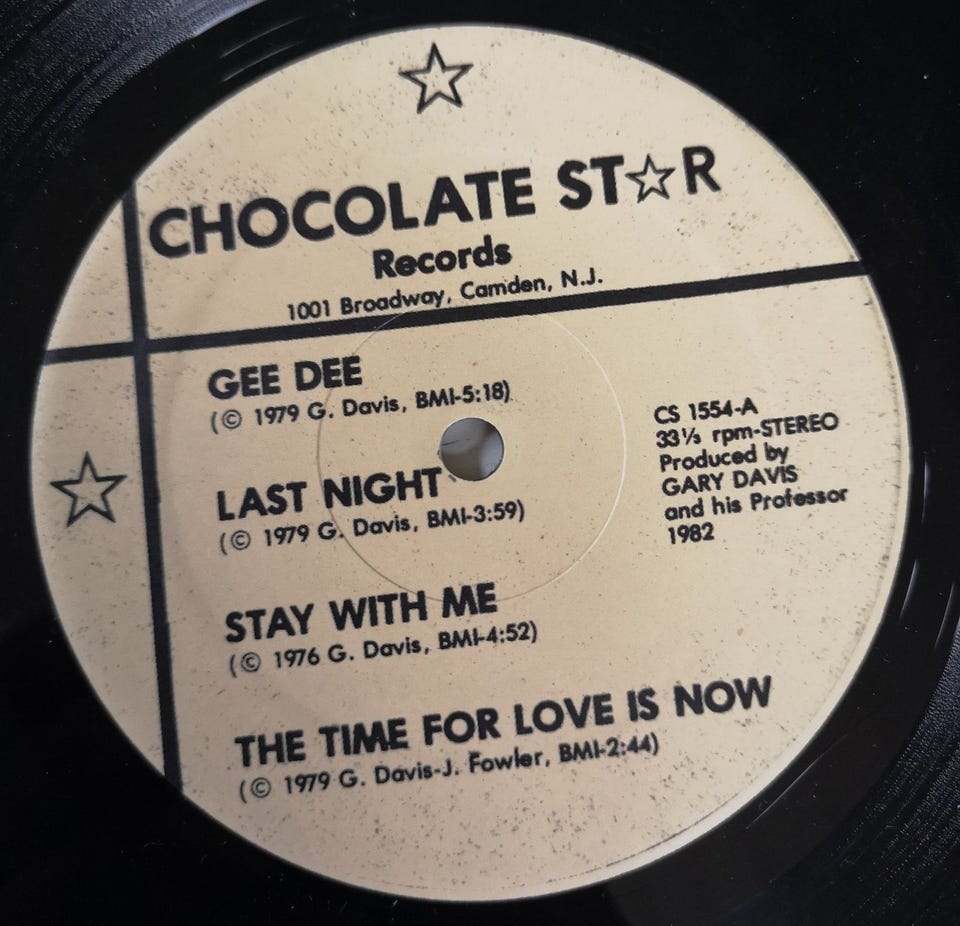 CHOCOLATE ST☆R
Records
1001 Broadway, Camden, N.J.
GEE DEE
(© 1979 G. Davis, BMI-5:18)
LAST NIGHT
(© 1979 G. Davis, BMI-3:59)
STAY WITH ME
(© 1976 G. Davis, BMI-4:52)
THE TIME FOR LOVE IS NOW
(© 1979 G. Davis-J. Fowler, BMI-2:44)
CS 1554-A
33⅓ rpm-STEREO
Produced by
GARY DAVIS
and his Professor
1982